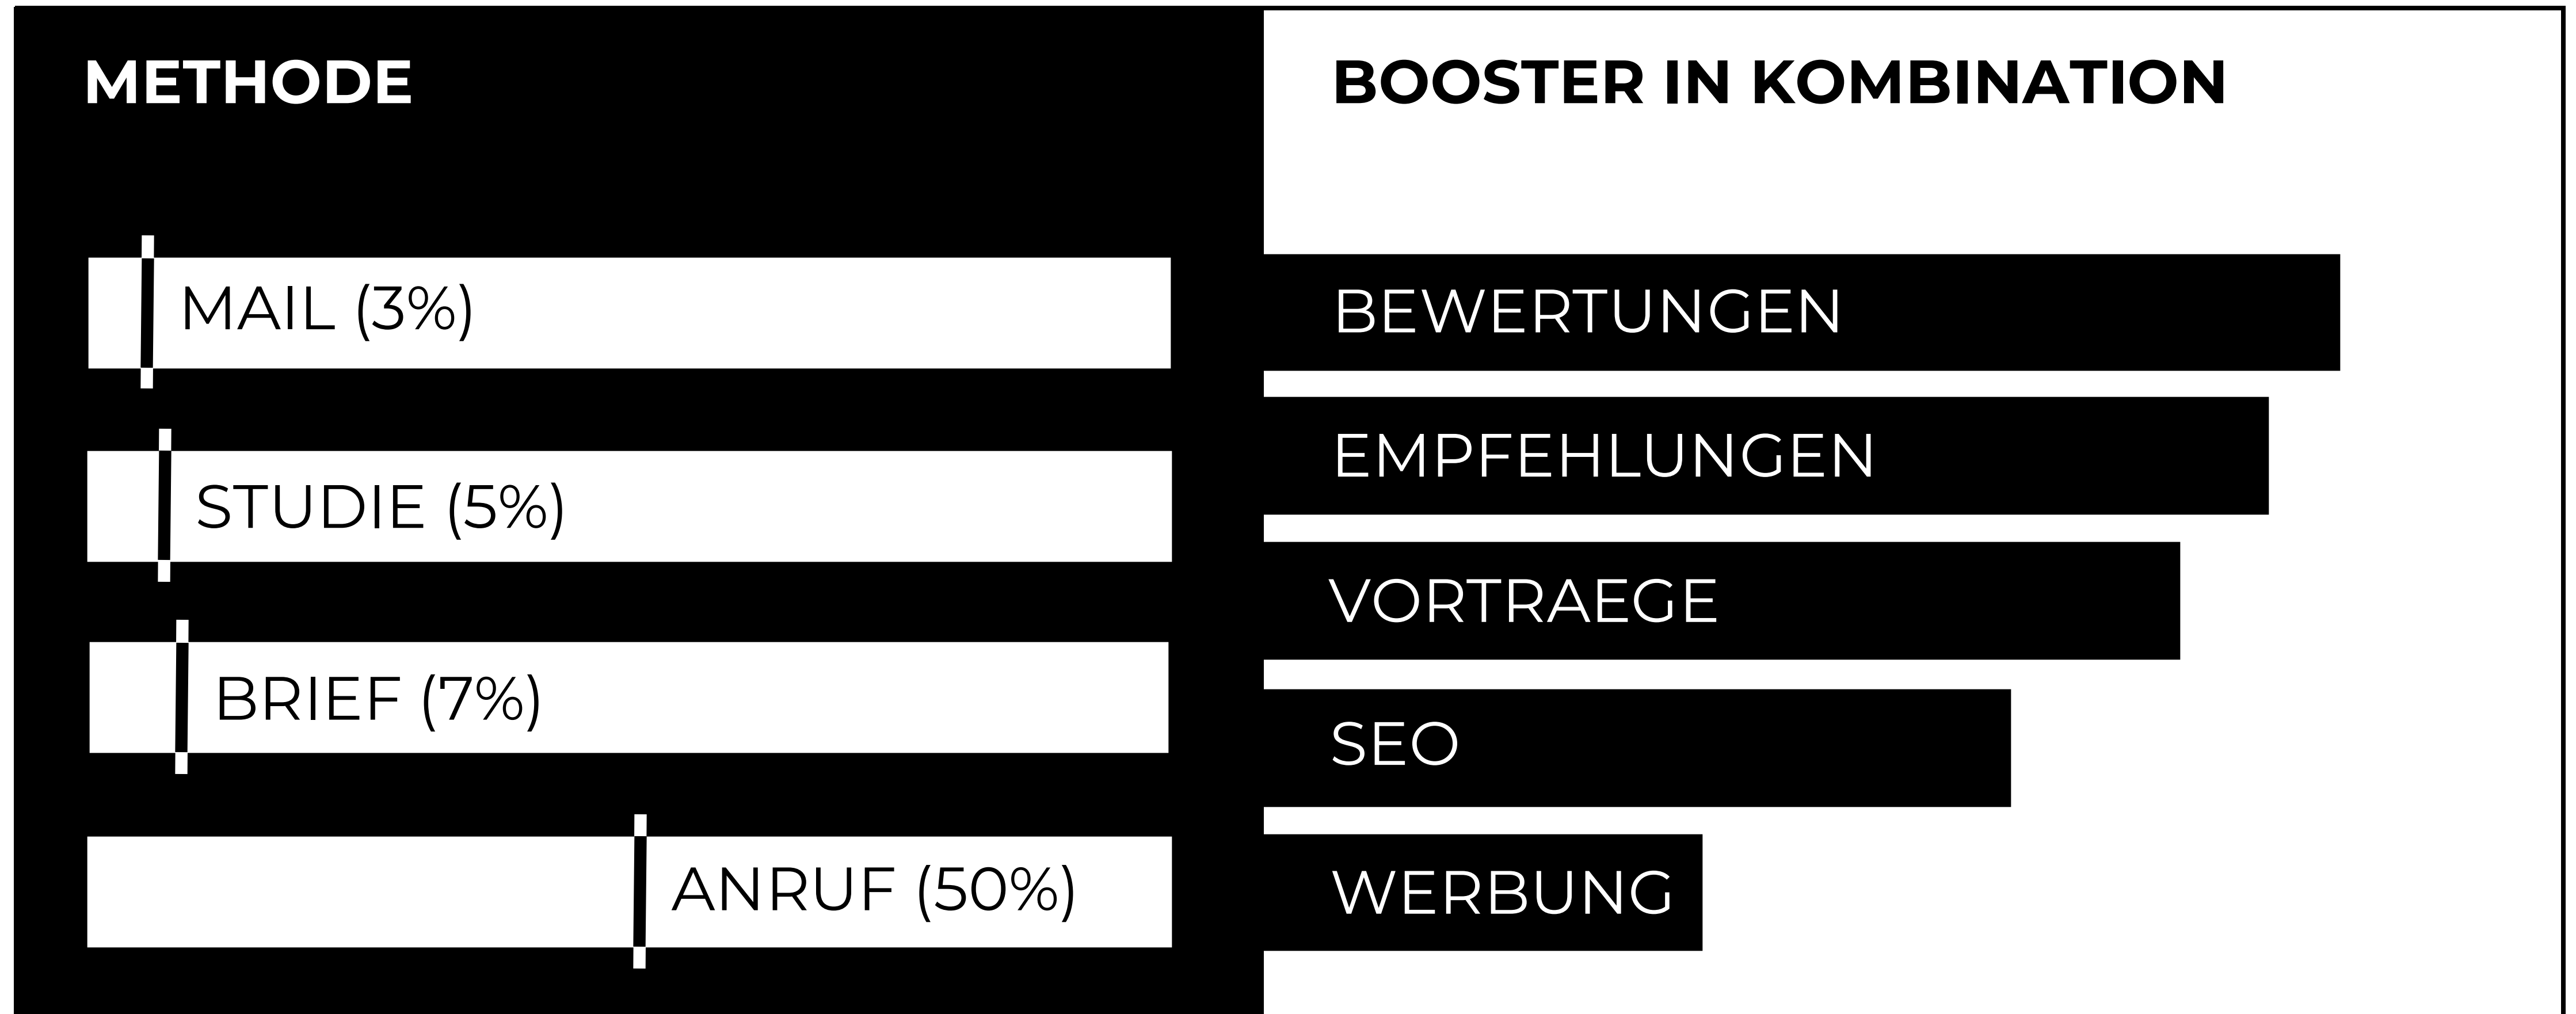 METHODE
MAIL (3%)
STUDIE (5%)
BRIEF (7%)
ANRUF (50%)
BOOSTER IN KOMBINATION
BEWERTUNGEN
EMPFEHLUNGEN
VORTRAEGE
SEO
WERBUNG